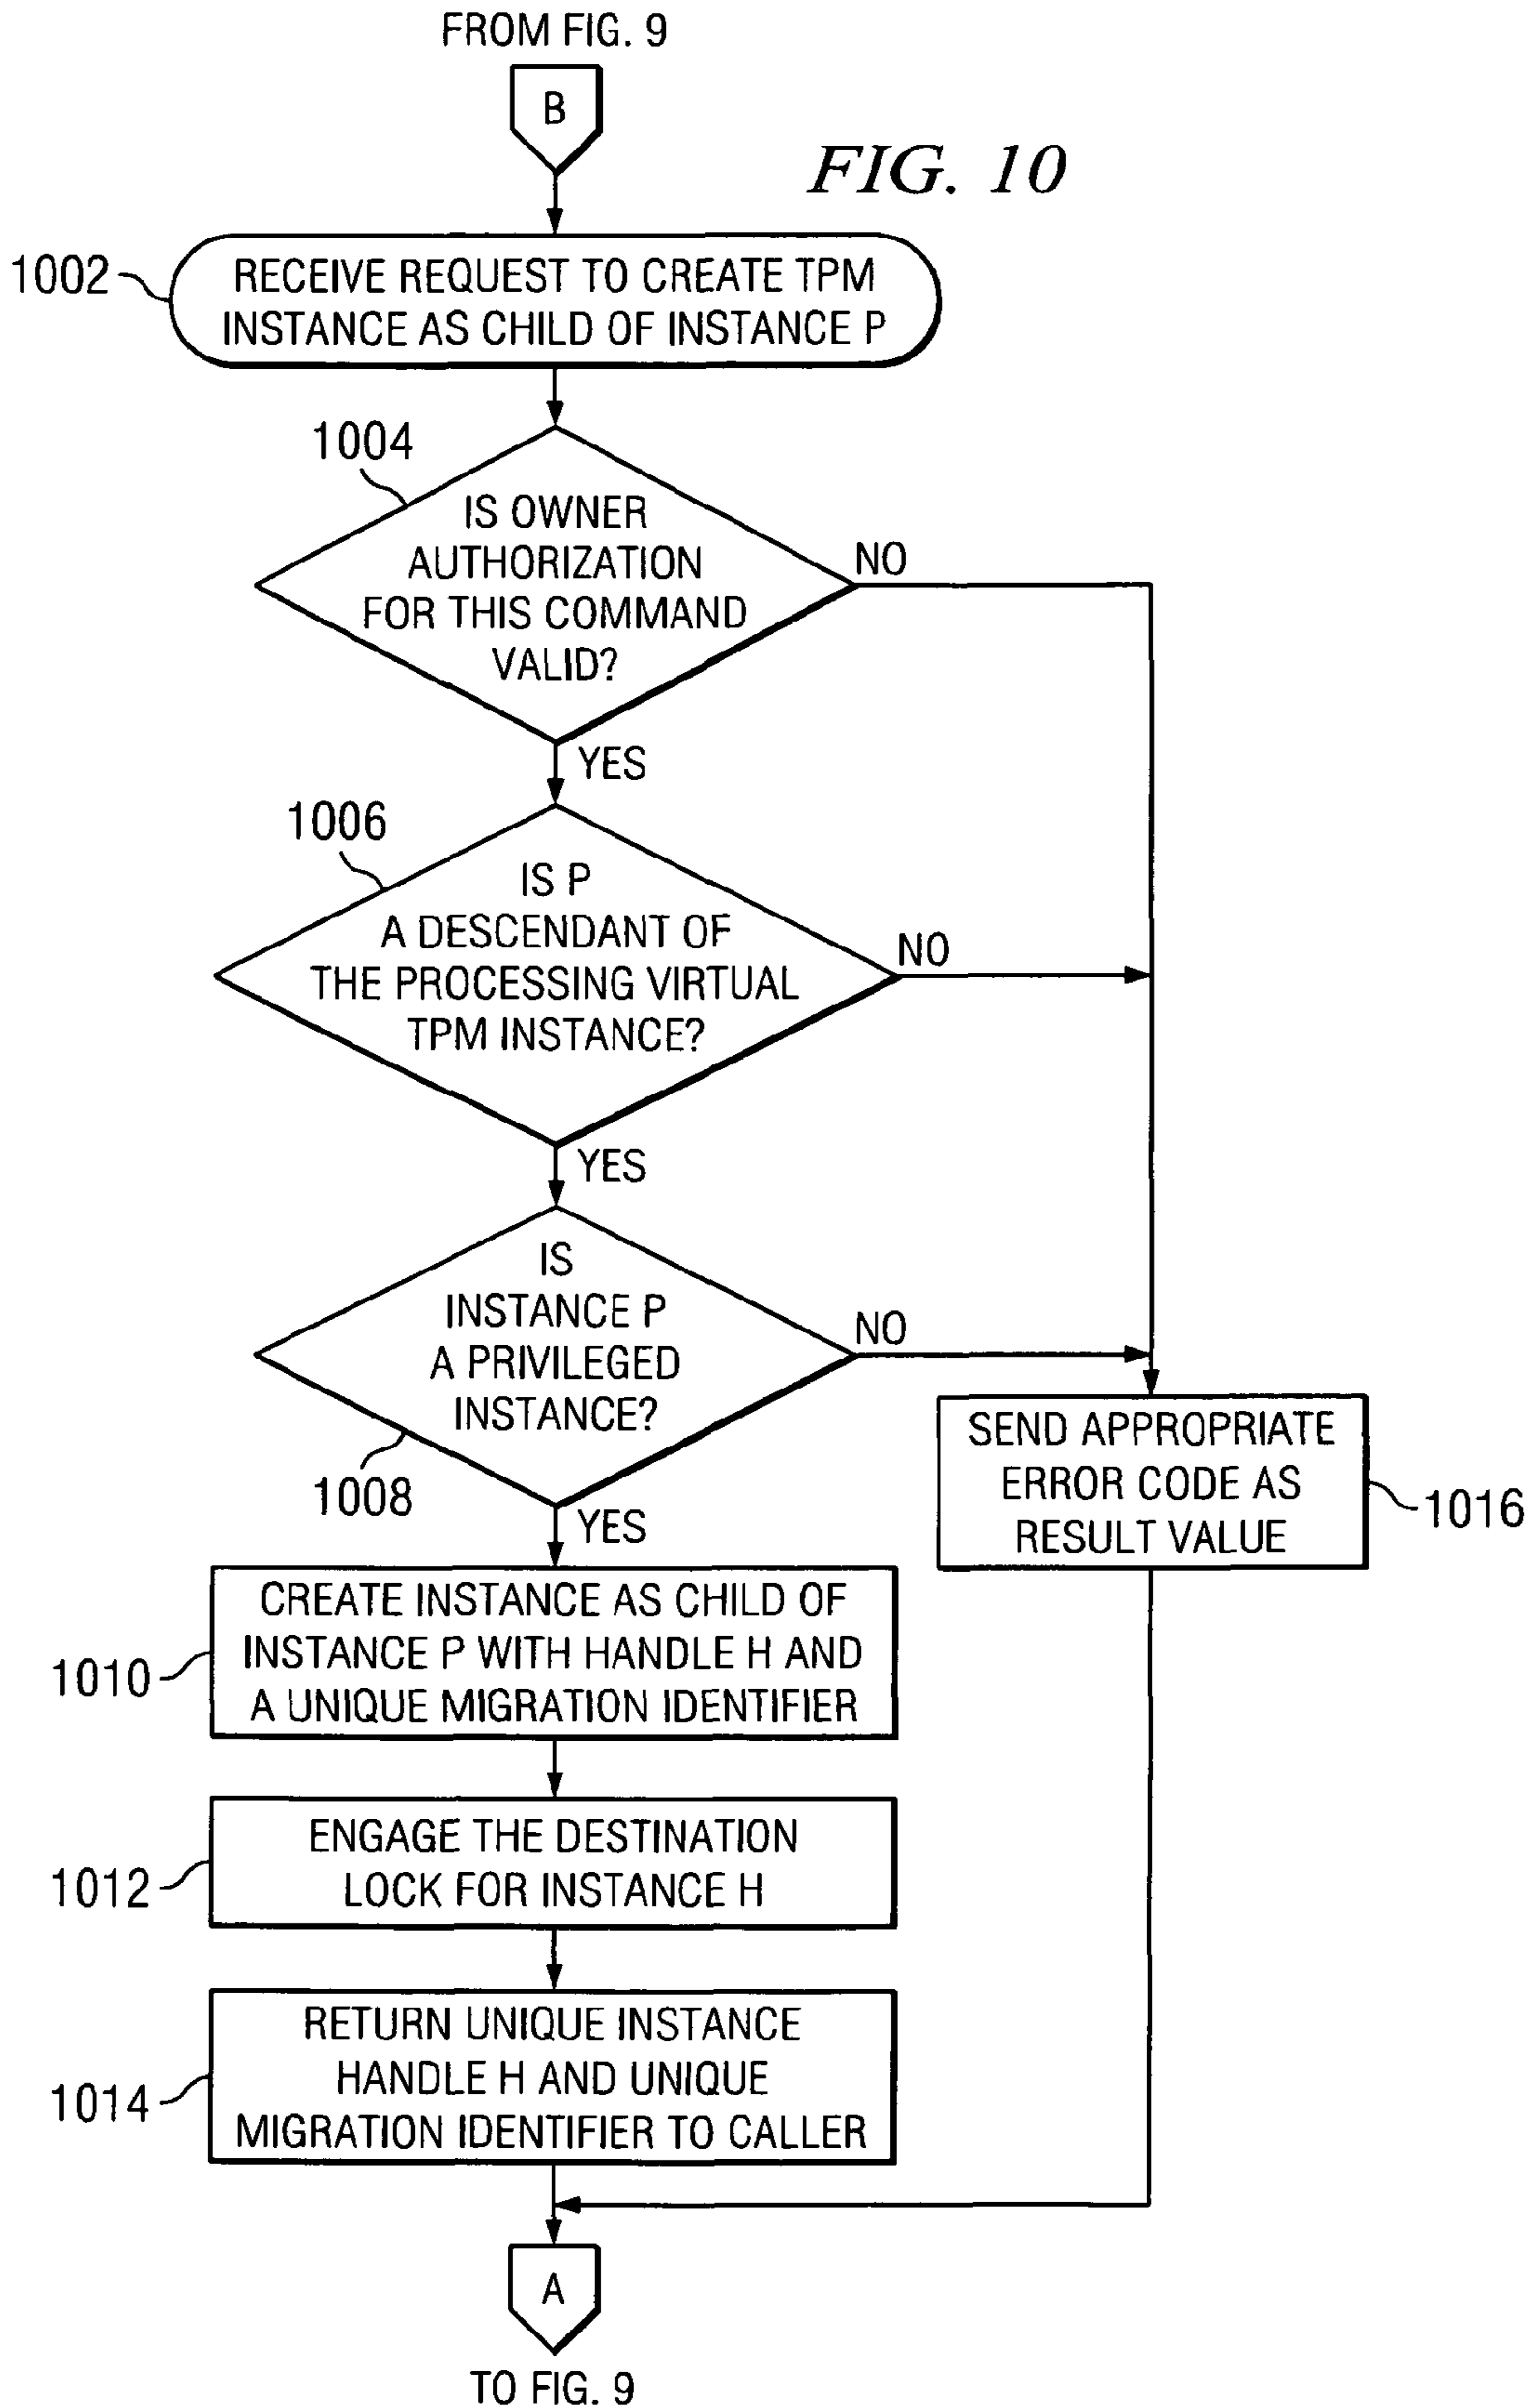 FROM FIG. 9
B
FIG. 10
1002
RECEIVE REQUEST TO CREATE TPM
INSTANCE AS CHILD OF INSTANCE P
1004
IS OWNER
AUTHORIZATION
FOR THIS COMMAND
VALID?
NO
YES
1006
IS P
A DESCENDANT OF
THE PROCESSING VIRTUAL
TPM INSTANCE?
NO
YES
IS
INSTANCE P
A PRIVILEGED
INSTANCE?
NO
1008
YES
SEND APPROPRIATE
ERROR CODE AS
RESULT VALUE
1016
CREATE INSTANCE AS CHILD OF
INSTANCE P WITH HANDLE H AND
A UNIQUE MIGRATION IDENTIFIER
1010
ENGAGE THE DESTINATION
LOCK FOR INSTANCE H
1012
RETURN UNIQUE INSTANCE
HANDLE H AND UNIQUE
MIGRATION IDENTIFIER TO CALLER
1014
A
TO FIG. 9